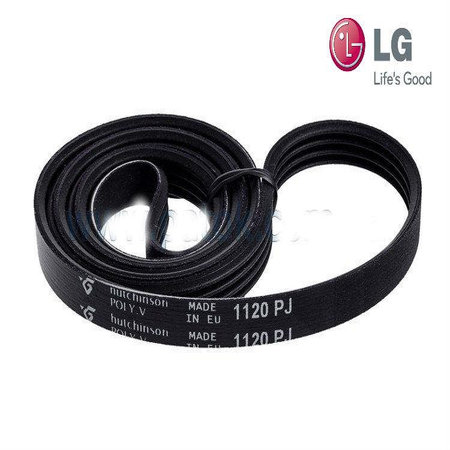 LG
Life's Good
hutchinson
POLY V
MADE
IN EU
1120 PJ
hutchinson
POLY V
MADE
IN EU
1120 PJ